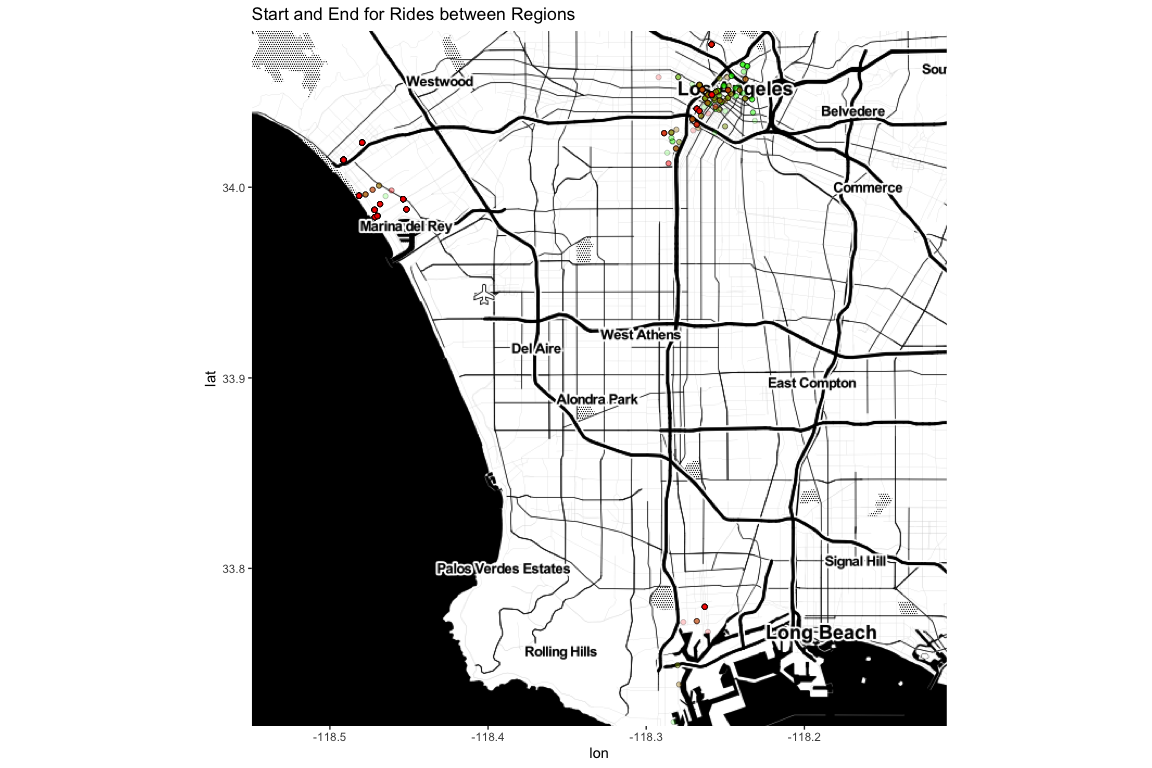 Start and End for Rides between Regions
Westwood
Los Angeles
Sou
Belvedere
Commerce
34.0
Marina del Rey
West Athens
Del Aire
lat
33.9
East Compton
Alondra Park
33.8
Palos Verdes Estates
Signal Hill
Long Beach
Rolling Hills
-118.5
-118.4
-118.3
-118.2
lon